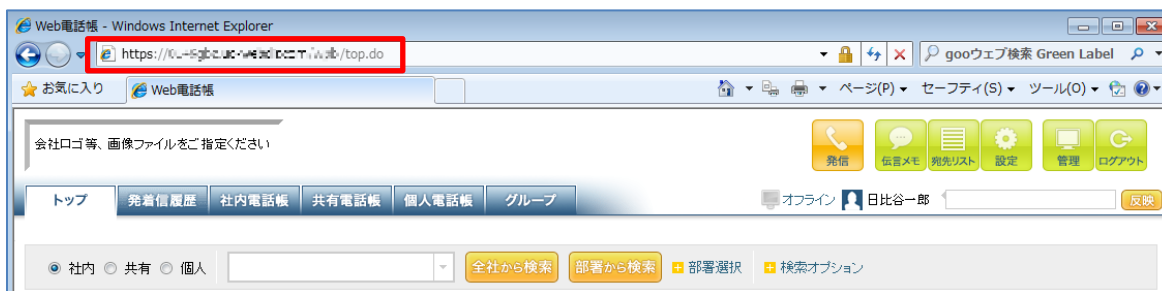 Web電話帳 - Windows Internet Explorer
https:// /top.do
gooウェブ検索 Green Label
お気に入り Web電話帳 ページ(P) セーフティ(S) ツール(O)
会社ロゴ等、画像ファイルをご指定ください
発信 伝言メモ 宛先リスト 設定 管理 ログアウト
トップ 発着信履歴 社内電話帳 共有電話帳 個人電話帳 グループ オフライン 日比谷一郎 反映
社内 共有 個人 全社から検索 部署から検索 部署選択 検索オプション